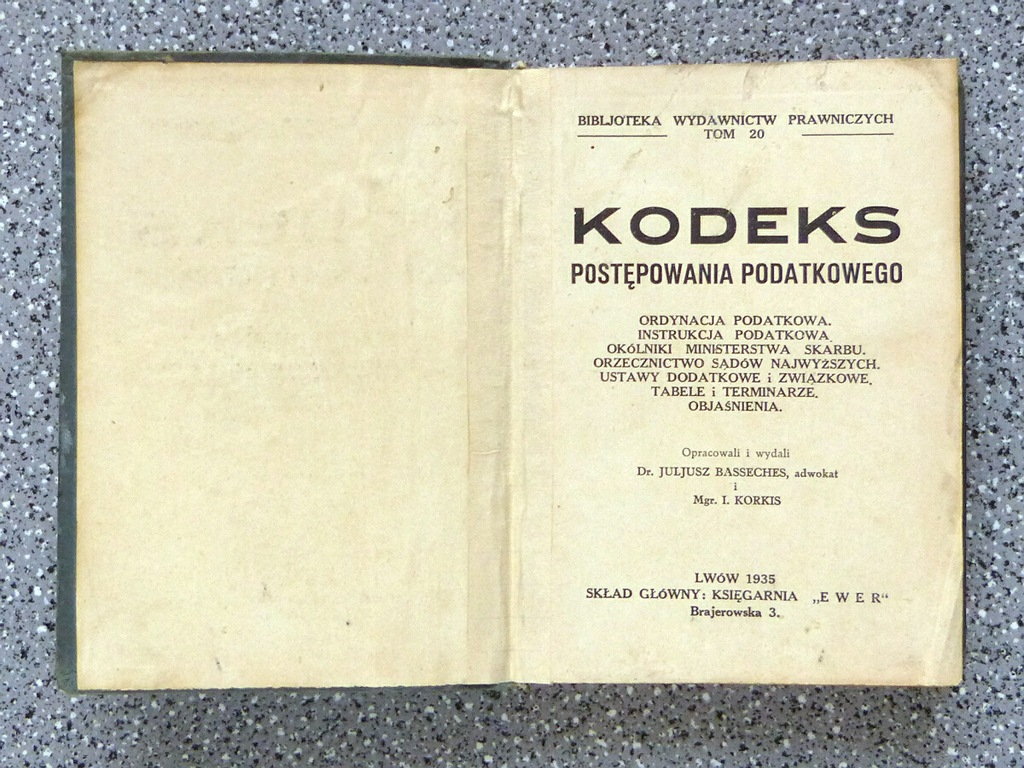 BIBLJOTEKA WYDAWNICTW PRAWNICZYCH
TOM 20
KODEKS
POSTĘPOWANIA PODATKOWEGO
ORDYNACJA PODATKOWA.
INSTRUKCJA PODATKOWA.
OKÓLNIKI MINISTERSTWA SKARBU.
ORZECZNICTWO SĄDÓW NAJWYŻSZYCH.
USTAWY DODATKOWE i ZWIĄZKOWE.
TABELE i TERMINARZE.
OBJAŚNIENIA.
Opracowali i wydali
Dr. JULJUSZ BASSECHES, adwokat
i
Mgr. I. KORKIS
LWÓW 1935
SKŁAD GŁÓWNY: KSIĘGARNIA „E W E R“
Brajerowska 3.